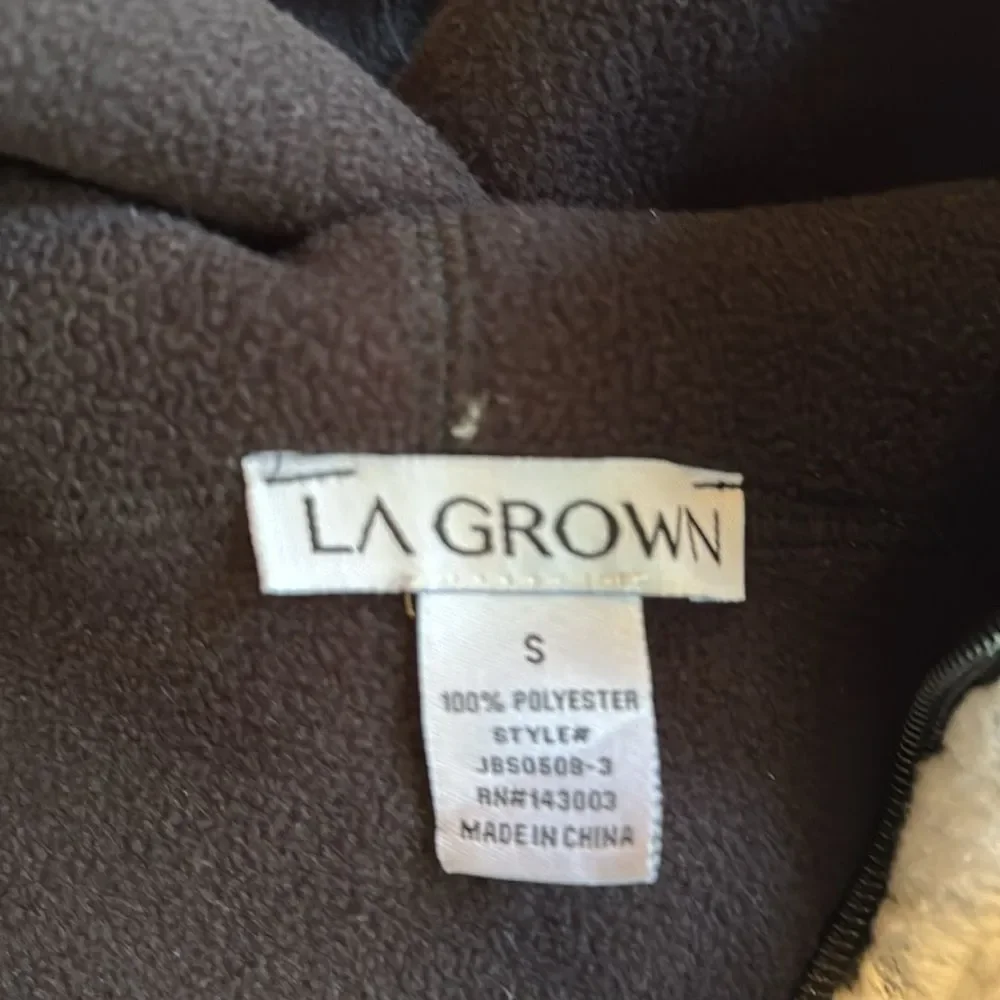 LA GROWN
S
100% POLYESTER
STYLE#
JBS0508-3
RN#143003
MADE IN CHINA